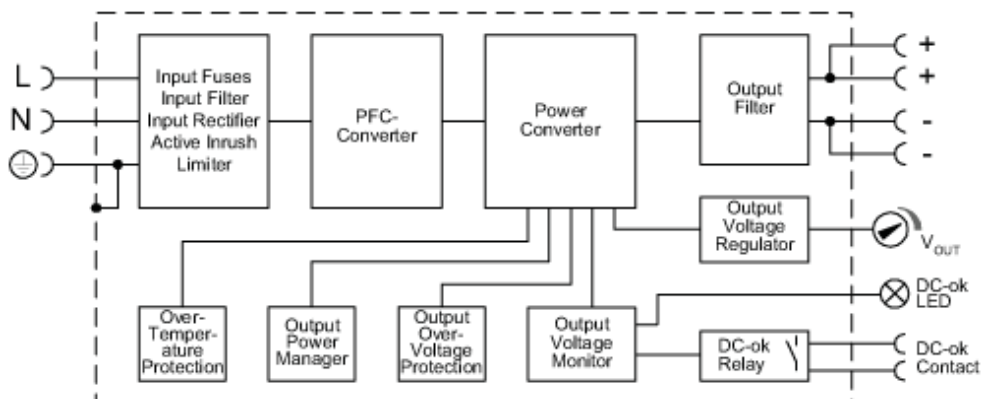 L
N
Input Fuses
Input Filter
Input Rectifier
Active Inrush
Limiter
PFC-
Converter
Power
Converter
Output
Filter
+
+
-
-
Output
Voltage
Regulator
VOUT
Over-
Temper-
ature
Protection
Output
Power
Manager
Output
Over-
Voltage
Protection
Output
Voltage
Monitor
DC-ok
Relay
DC-ok
LED
DC-ok
Contact